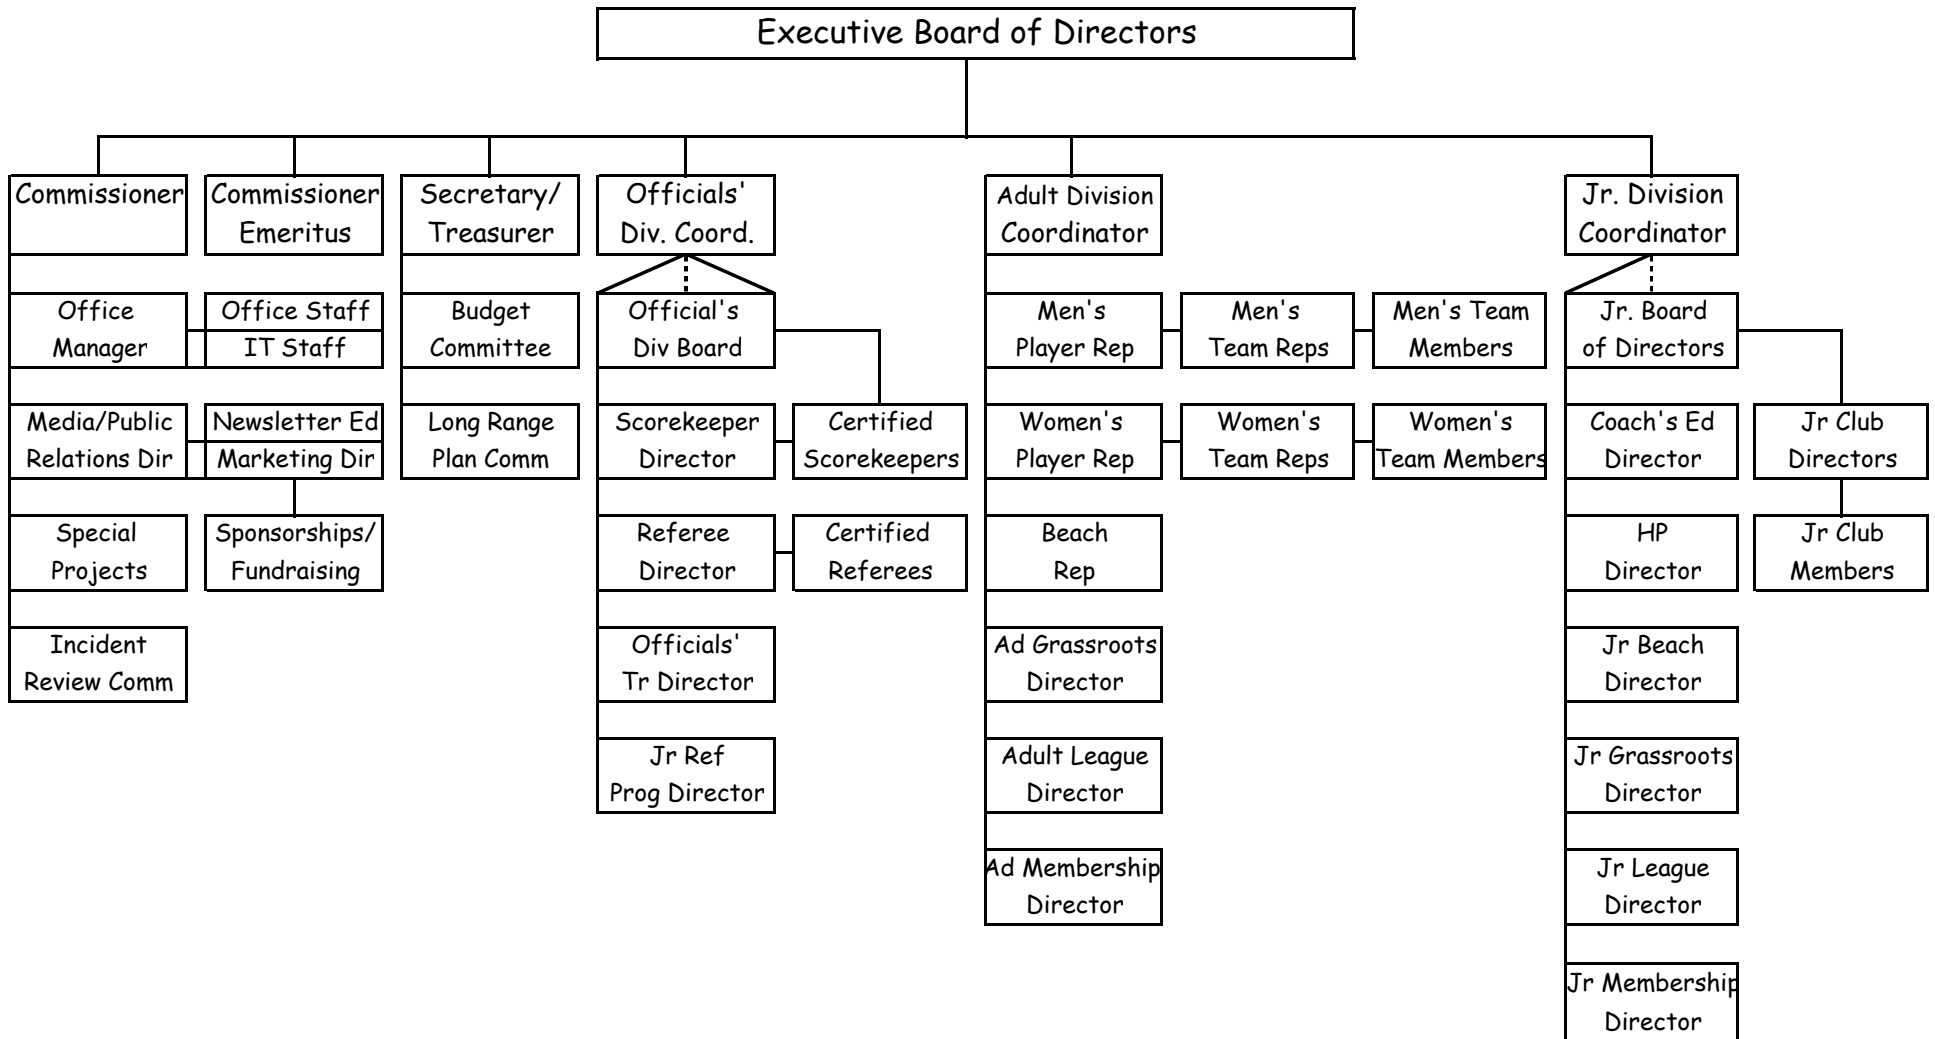 Executive Board of Directors
Commissioner
Commissioner
Emeritus
Secretary/
Treasurer
Officials'
Div. Coord.
Adult Division
Coordinator
Jr. Division
Coordinator
Office
Manager
Office Staff
IT Staff
Budget
Committee
Official's
Div Board
Men's
Player Rep
Men's
Team Reps
Men's Team
Members
Jr. Board
of Directors
Media/Public
Relations Dir
Newsletter Ed
Marketing Dir
Long Range
Plan Comm
Scorekeeper
Director
Certified
Scorekeepers
Women's
Player Rep
Women's
Team Reps
Women's
Team Members
Coach's Ed
Director
Jr Club
Directors
Special
Projects
Sponsorships/
Fundraising
Referee
Director
Certified
Referees
Beach
Rep
HP
Director
Jr Club
Members
Incident
Review Comm
Officials'
Tr Director
Ad Grassroots
Director
Jr Beach
Director
Jr Ref
Prog Director
Adult League
Director
Jr Grassroots
Director
Ad Membership
Director
Jr League
Director
Jr Membership
Director